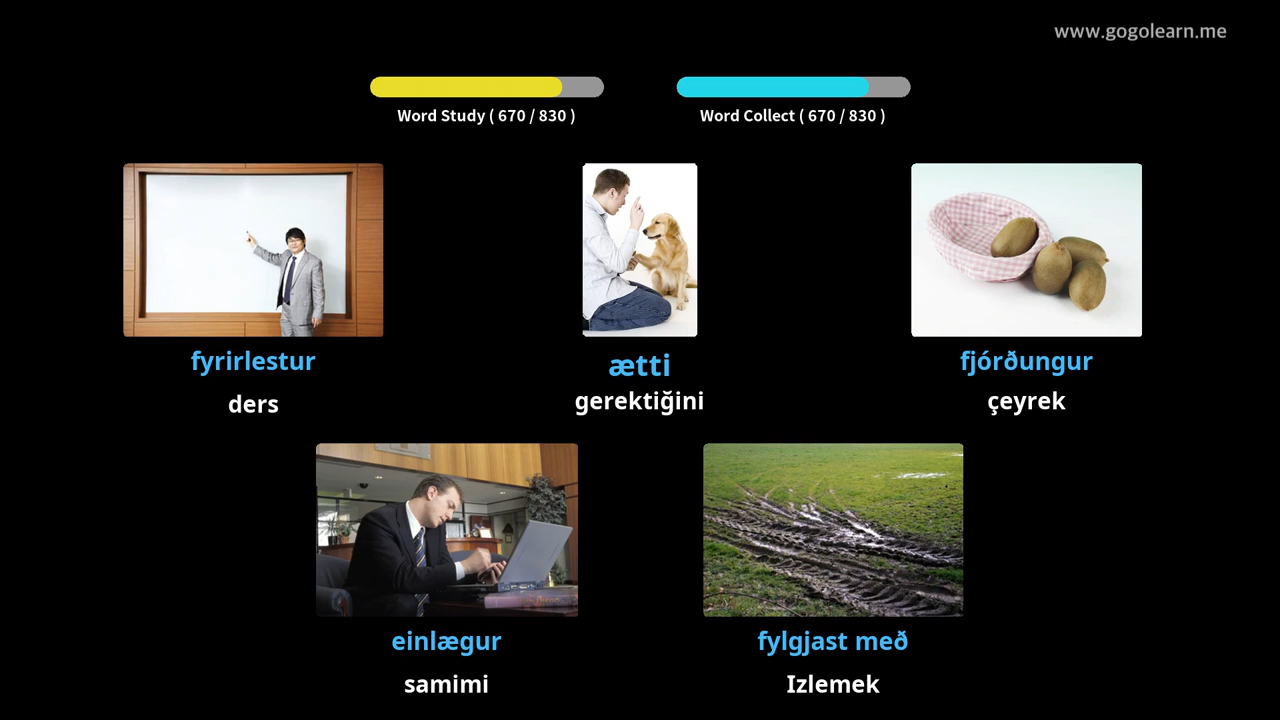 www.gogolearn.me
Word Study ( 670 / 830 )
Word Collect ( 670 / 830 )
fyrirlestur
ders
ætti
gerektiğini
fjórðungur
çeyrek
einlægur
samimi
fylgjast með
Izlemek